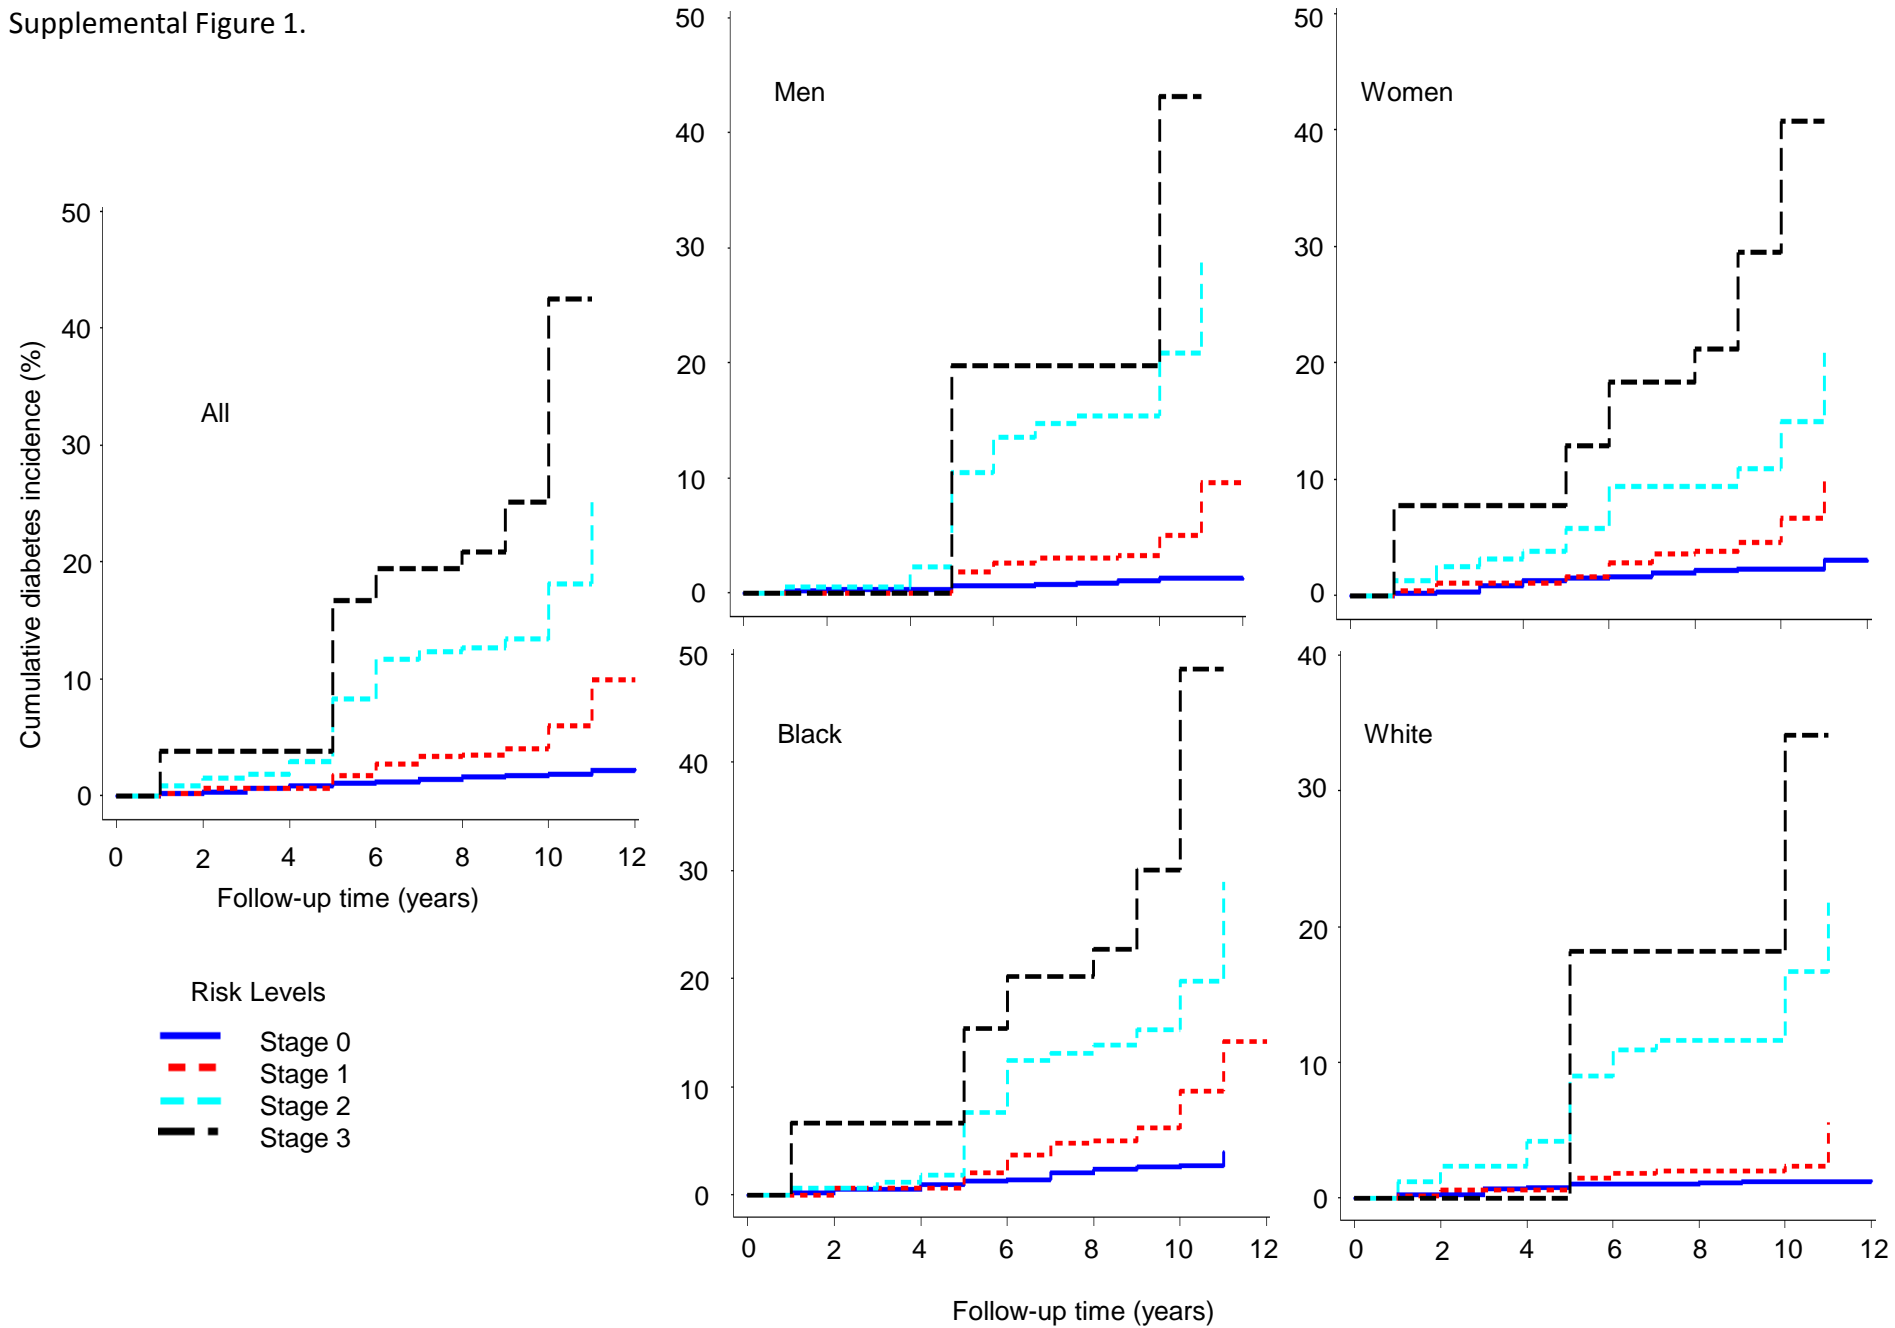 Supplemental Figure 1.
Cumulative diabetes incidence (%)
50
40
30
20
10
0
All
0 2 4 6 8 10 12
Follow-up time (years)
Risk Levels
Stage 0
Stage 1
Stage 2
Stage 3
50
40
30
20
10
0
Men
50
40
30
20
10
0
Women
50
40
30
20
10
0
Black
0 2 4 6 8 10 12
40
30
20
10
0
White
0 2 4 6 8 10 12
Follow-up time (years)